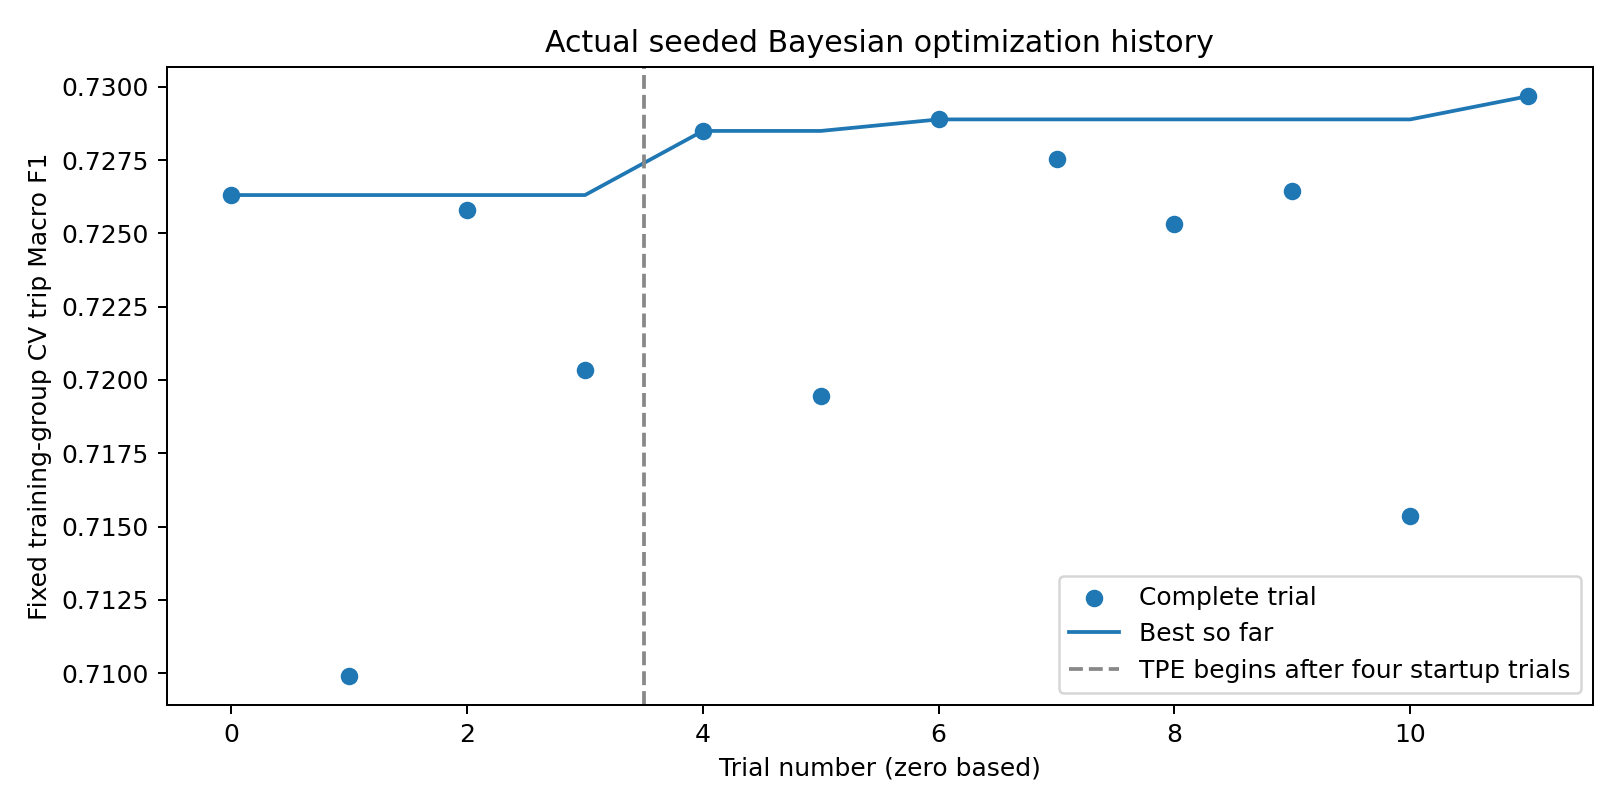 Actual seeded Bayesian optimization history
Fixed training-group CV trip Macro F1
0.7300
0.7275
0.7250
0.7225
0.7200
0.7175
0.7150
0.7125
0.7100
Complete trial
Best so far
TPE begins after four startup trials
0 2 4 6 8 10
Trial number (zero based)